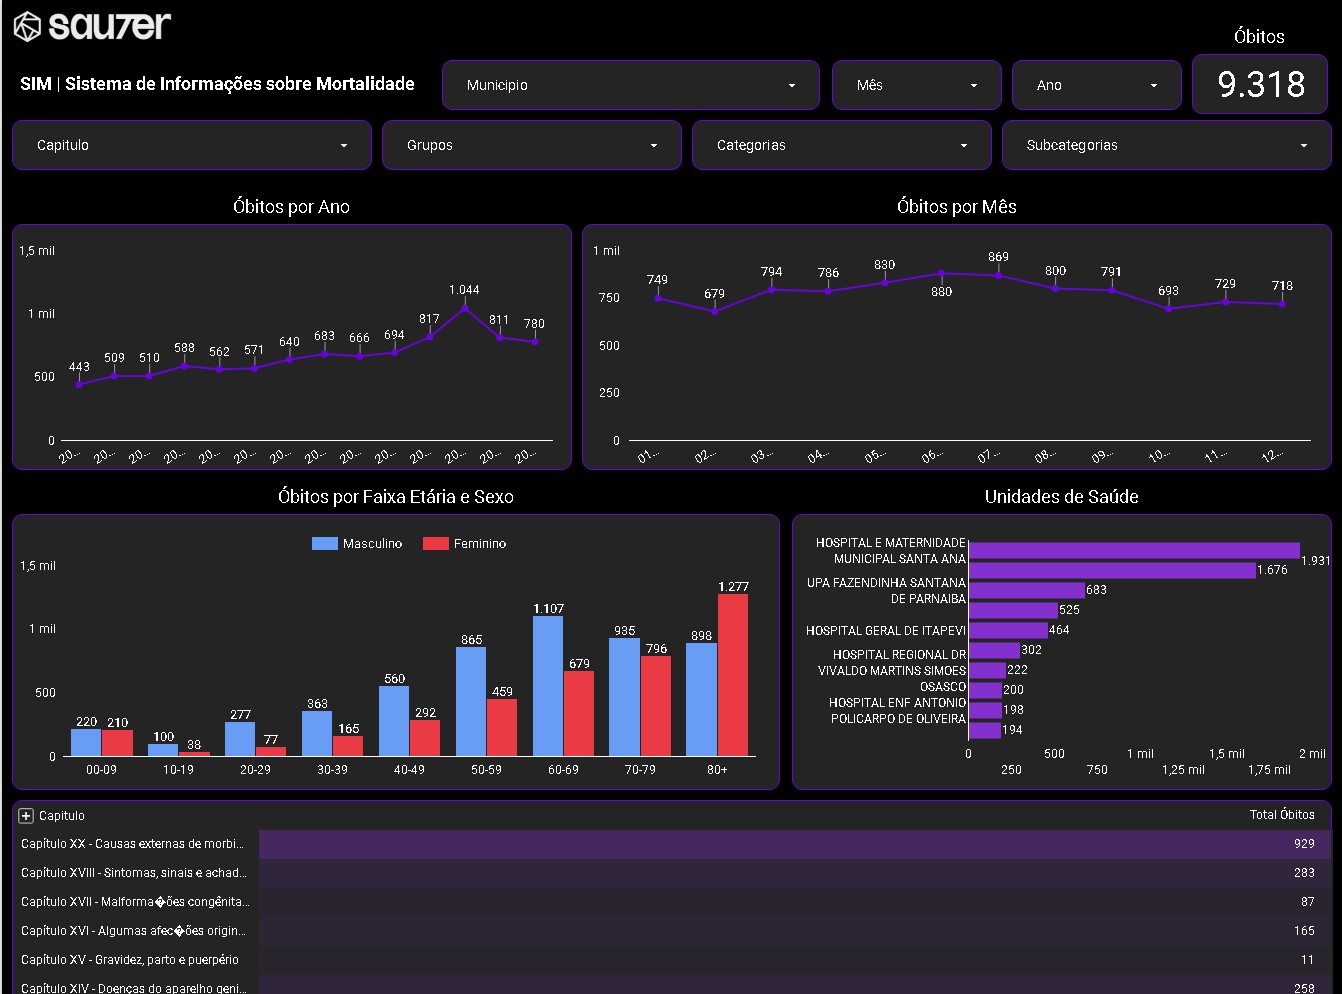 sau7er
Óbitos
SIM | Sistema de Informações sobre Mortalidade
Municipio
Mês
Ano
9.318
Capitulo
Grupos
Categorias
Subcategorias
Óbitos por Ano
1,5 mil
1 mil
500
0
443
509
510
588
562
571
640
683
666
694
817
1.044
811
780
20...
20...
20...
20...
20...
20...
20...
20...
20...
20...
20...
20...
20...
20...
Óbitos por Mês
1 mil
750
500
250
0
749
679
794
786
830
880
869
800
791
693
729
718
01...
02...
03...
04...
05...
06...
07...
08...
09...
10...
11...
12...
Óbitos por Faixa Etária e Sexo
Masculino
Feminino
1,5 mil
1 mil
500
0
220 210
100 38
277 77
363 165
560 292
865 459
1.107 679
935 796
898 1.277
00-09
10-19
20-29
30-39
40-49
50-59
60-69
70-79
80+
Unidades de Saúde
HOSPITAL E MATERNIDADE
MUNICIPAL SANTA ANA
UPA FAZENDINHA SANTANA
DE PARNAIBA
HOSPITAL GERAL DE ITAPEVI
HOSPITAL REGIONAL DR
VIVALDO MARTINS SIMOES
OSASCO
HOSPITAL ENF ANTONIO
POLICARPO DE OLIVEIRA
1.931
1.676
683
525
464
302
222
200
198
194
0
250
500
750
1 mil
1,25 mil
1,5 mil
1,75 mil
2 mil
Capitulo
Total Óbitos
Capítulo XX - Causas externas de morbi... 929
Capítulo XVIII - Sintomas, sinais e achad... 283
Capítulo XVII - Malforma�ões congênita... 87
Capítulo XVI - Algumas afec�ões origin... 165
Capítulo XV - Gravidez, parto e puerpério 11
Capítulo XIV - Doenças do aparelho geni... 258